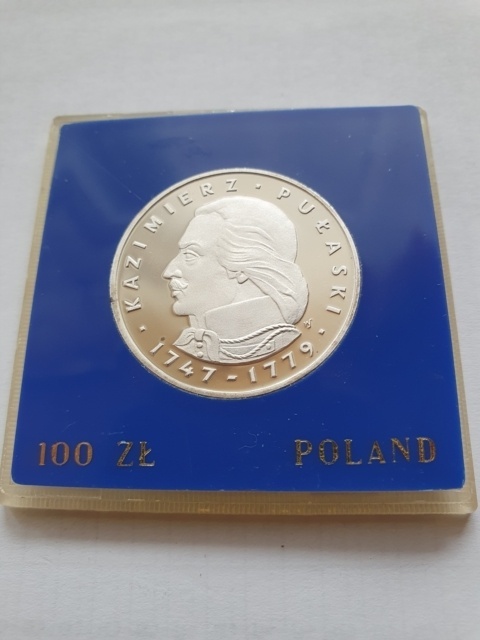 · KAZIMIERZ · PUŁASKI ·
1747-1779
100 ZŁ
POLAND